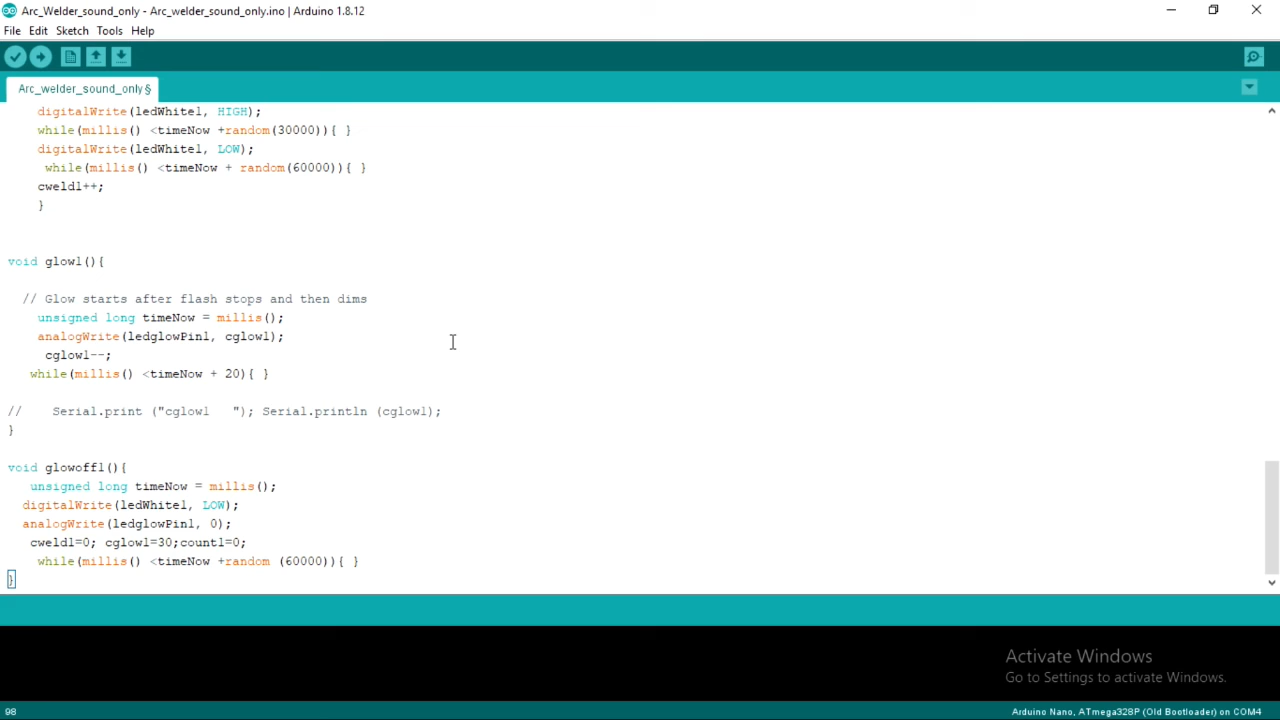 Arc_Welder_sound_only - Arc_welder_sound_only.ino | Arduino 1.8.12
File Edit Sketch Tools Help
Arc_welder_sound_only §
digitalWrite(ledWhite1, HIGH);
while(millis() <timeNow +random(30000)){ }
digitalWrite(ledWhite1, LOW);
while(millis() <timeNow + random(60000)){ }
cweld1++;
}
void glow1(){
// Glow starts after flash stops and then dims
unsigned long timeNow = millis();
analogWrite(ledglowPin1, cglow1);
cglow1--;
while(millis() <timeNow + 20){ }
// Serial.print ("cglow1   "); Serial.println (cglow1);
}
void glowoff1(){
unsigned long timeNow = millis();
digitalWrite(ledWhite1, LOW);
analogWrite(ledglowPin1, 0);
cweld1=0; cglow1=30;count1=0;
while(millis() <timeNow +random (60000)){ }
}
Activate Windows
Go to Settings to activate Windows.
98
Arduino Nano, ATmega328P (Old Bootloader) on COM4